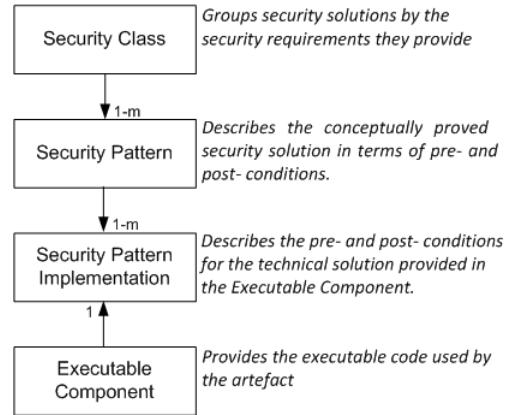 Security Class
Groups security solutions by the
security requirements they provide
1-m
Security Pattern
Describes the conceptually proved
security solution in terms of pre- and
post- conditions.
1-m
Security Pattern
Implementation
Describes the pre- and post- conditions
for the technical solution provided in
the Executable Component.
1
Executable
Component
Provides the executable code used by
the artefact